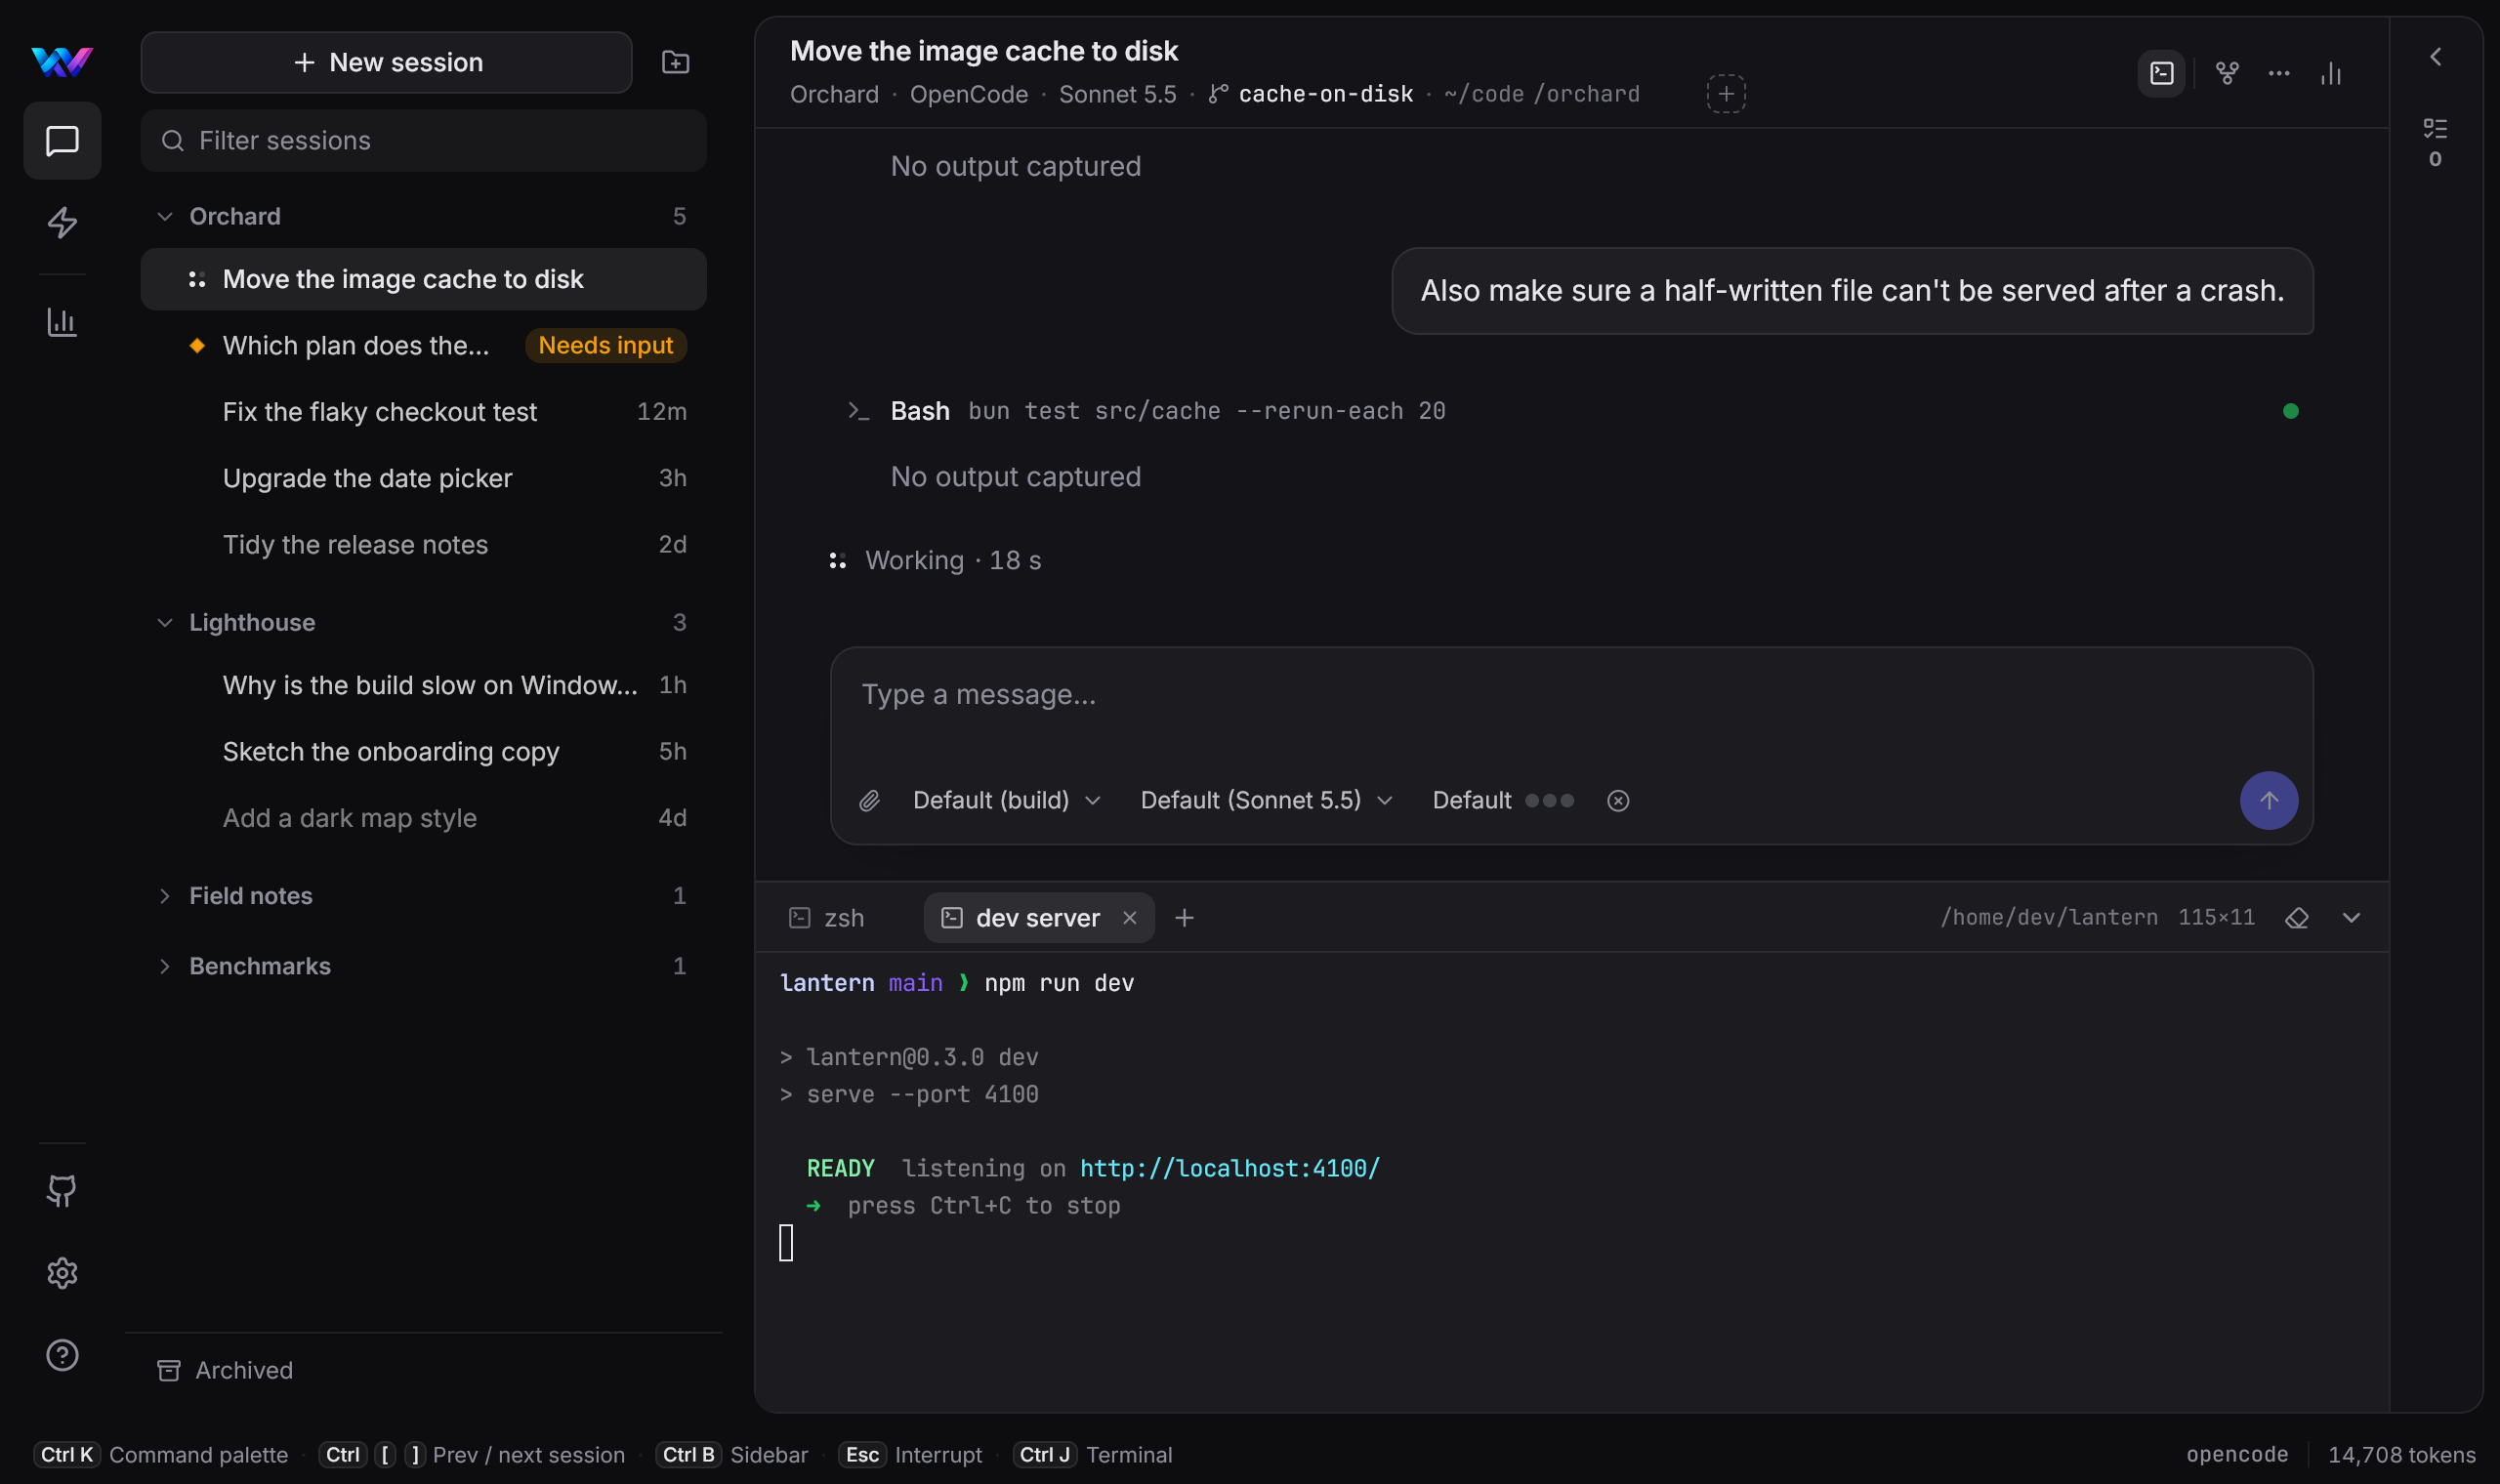 New session
Filter sessions
Orchard 5
Move the image cache to disk
Which plan does the... Needs input
Fix the flaky checkout test 12m
Upgrade the date picker 3h
Tidy the release notes 2d
Lighthouse 3
Why is the build slow on Window... 1h
Sketch the onboarding copy 5h
Add a dark map style 4d
Field notes 1
Benchmarks 1
Archived
Move the image cache to disk
Orchard · OpenCode · Sonnet 5.5 · cache-on-disk · ~/code /orchard
0
No output captured
Also make sure a half-written file can't be served after a crash.
Bash bun test src/cache --rerun-each 20
No output captured
Working · 18 s
Type a message...
Default (build) Default (Sonnet 5.5) Default
zsh dev server /home/dev/lantern 115×11
lantern main ❯ npm run dev
> lantern@0.3.0 dev
> serve --port 4100
READY listening on http://localhost:4100/
➜ press Ctrl+C to stop
Ctrl K Command palette · Ctrl [ ] Prev / next session · Ctrl B Sidebar · Esc Interrupt · Ctrl J Terminal
opencode 14,708 tokens